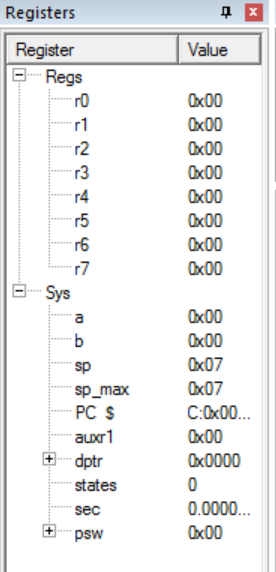 Registers
Register Value
Regs
r0 0x00
r1 0x00
r2 0x00
r3 0x00
r4 0x00
r5 0x00
r6 0x00
r7 0x00
Sys
a 0x00
b 0x00
sp 0x07
sp_max 0x07
PC $ C:0x00...
auxr1 0x00
dptr 0x0000
states 0
sec 0.0000...
psw 0x00